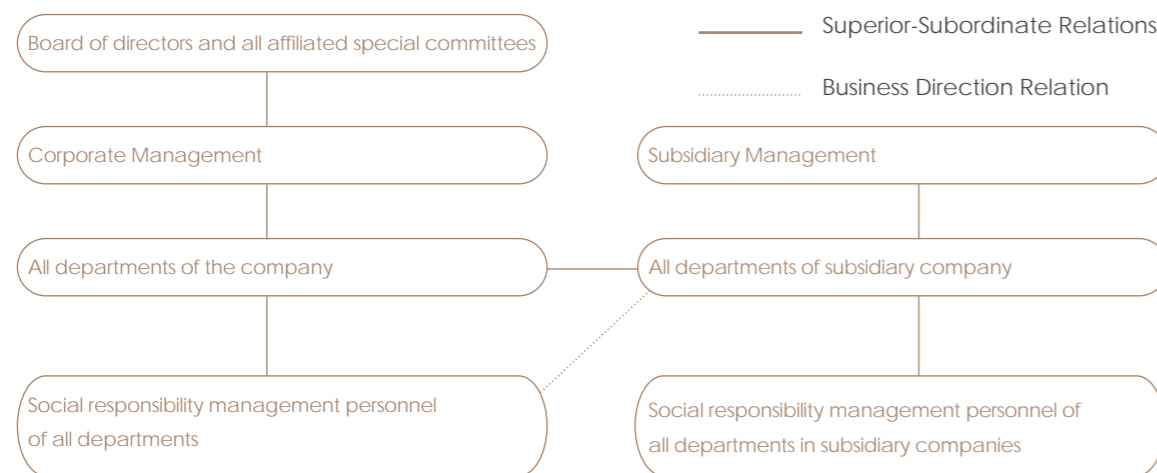 Board of directors and all affiliated special committees
Superior-Subordinate Relations
Business Direction Relation
Corporate Management
Subsidiary Management
All departments of the company
All departments of subsidiary company
Social responsibility management personnel
of all departments
Social responsibility management personnel of
all departments in subsidiary companies